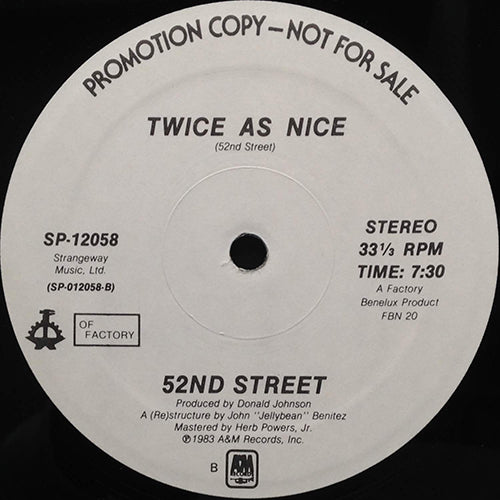 PROMOTION COPY—NOT FOR SALE
TWICE AS NICE
(52nd Street)
SP-12058
Strangeway
Music, Ltd.
(SP-012058-B)
OF
FACTORY
STEREO
33⅓ RPM
TIME: 7:30
A Factory
Benelux Product
FBN 20
52ND STREET
Produced by Donald Johnson
A (Re)structure by John "Jellybean" Benitez
Mastered by Herb Powers, Jr.
℗1983 A&M Records, Inc.
B
A&M
RECORDS